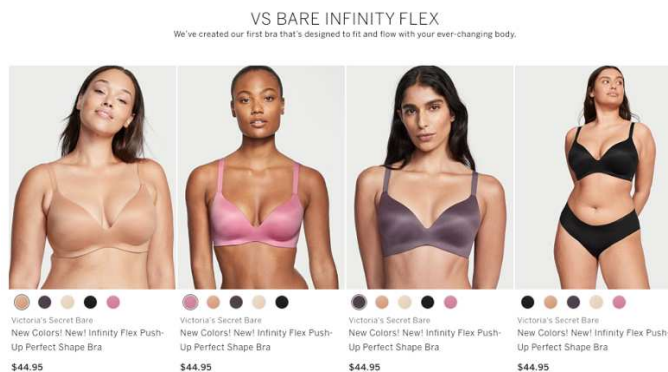 VS BARE INFINITY FLEX
We've created our first bra that's designed to fit and flow with your ever-changing body.
Victoria's Secret Bare
New Colors! New! Infinity Flex Push-
Up Perfect Shape Bra
$44.95
Victoria's Secret Bare
New Colors! New! Infinity Flex Push-
Up Perfect Shape Bra
$44.95
Victoria's Secret Bare
New Colors! New! Infinity Flex Push-
Up Perfect Shape Bra
$44.95
Victoria's Secret Bare
New Colors! New! Infinity Flex Push-
Up Perfect Shape Bra
$44.95